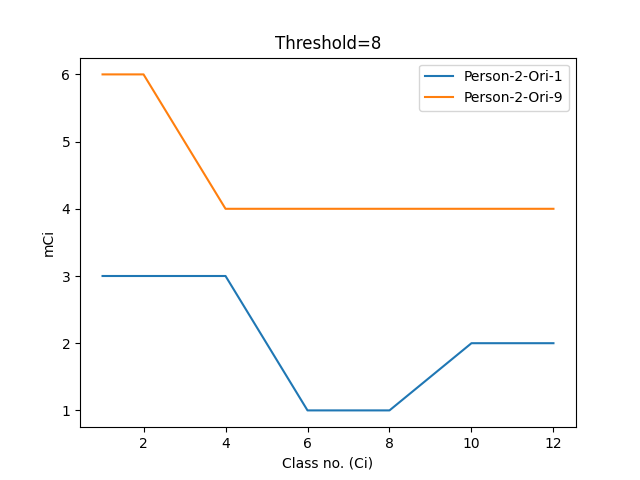 Threshold=8
Person-2-Ori-1
Person-2-Ori-9
6
5
4
3
2
1
mCi
2 4 6 8 10 12
Class no. (Ci)